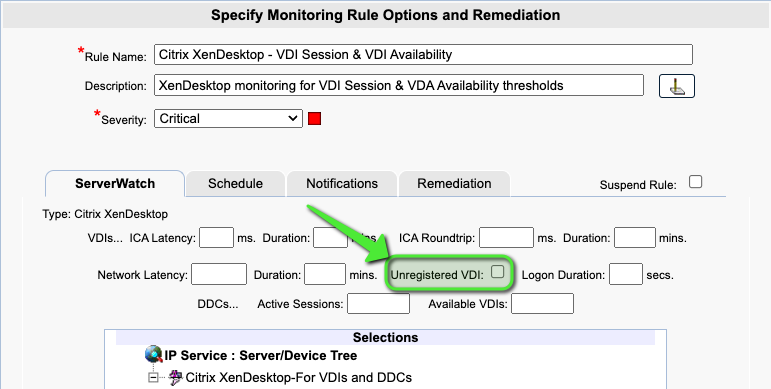 Specify Monitoring Rule Options and Remediation
*Rule Name: Citrix XenDesktop - VDI Session & VDI Availability
Description: XenDesktop monitoring for VDI Session & VDA Availability thresholds
*Severity: Critical
ServerWatch Schedule Notifications Remediation Suspend Rule:
Type: Citrix XenDesktop
VDIs... ICA Latency: ms. Duration: mins. ICA Roundtrip: ms. Duration: mins.
Network Latency: Duration: mins. Unregistered VDI: Logon Duration: secs.
DDCs... Active Sessions: Available VDIs:
Selections
IP Service : Server/Device Tree
Citrix XenDesktop-For VDIs and DDCs